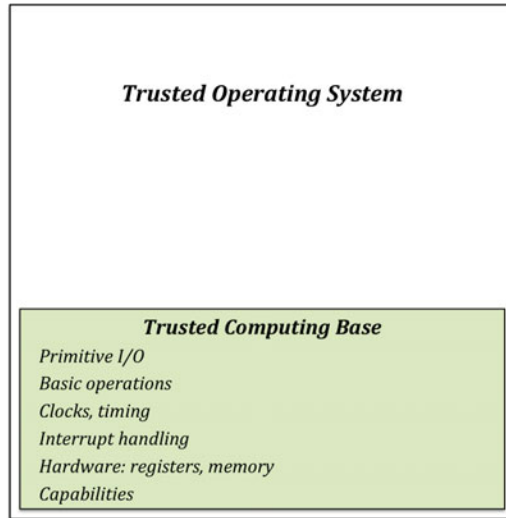 Trusted Operating System
Trusted Computing Base
Primitive I/O
Basic operations
Clocks, timing
Interrupt handling
Hardware: registers, memory
Capabilities